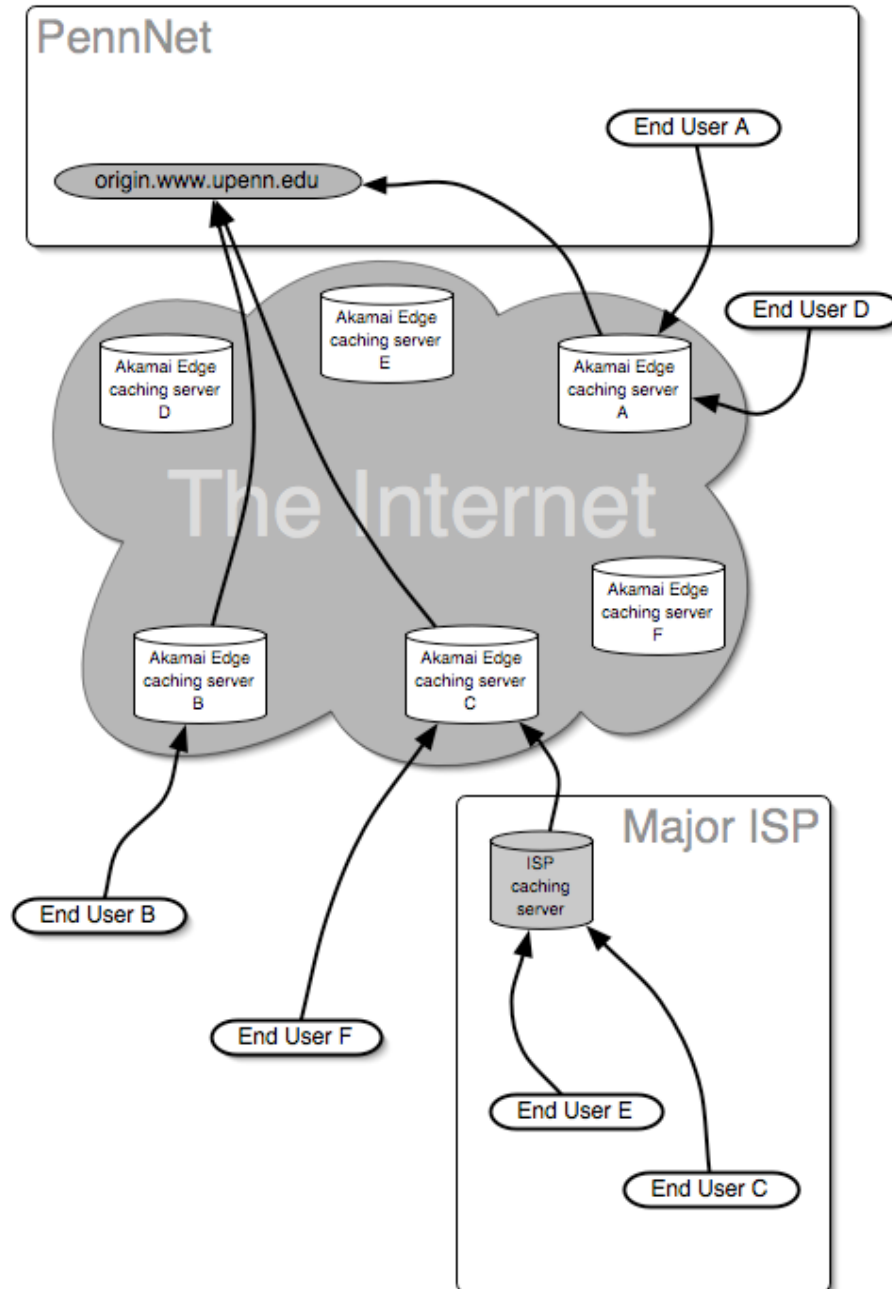 PennNet
End User A
origin.www.upenn.edu
End User D
Akamai Edge
caching server
E
Akamai Edge
caching server
D
Akamai Edge
caching server
A
The Internet
Akamai Edge
caching server
F
Akamai Edge
caching server
B
Akamai Edge
caching server
C
Major ISP
ISP
caching
server
End User B
End User F
End User E
End User C